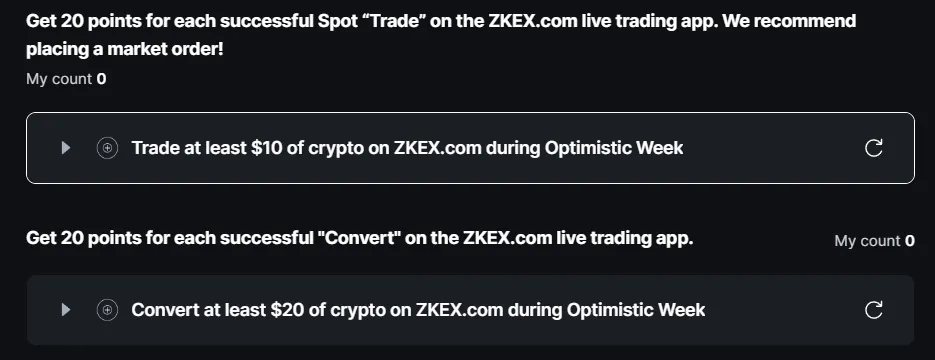 Get 20 points for each successful Spot “Trade” on the ZKEX.com live trading app. We recommend
placing a market order!
My count 0
Trade at least $10 of crypto on ZKEX.com during Optimistic Week
Get 20 points for each successful "Convert" on the ZKEX.com live trading app.
My count 0
Convert at least $20 of crypto on ZKEX.com during Optimistic Week